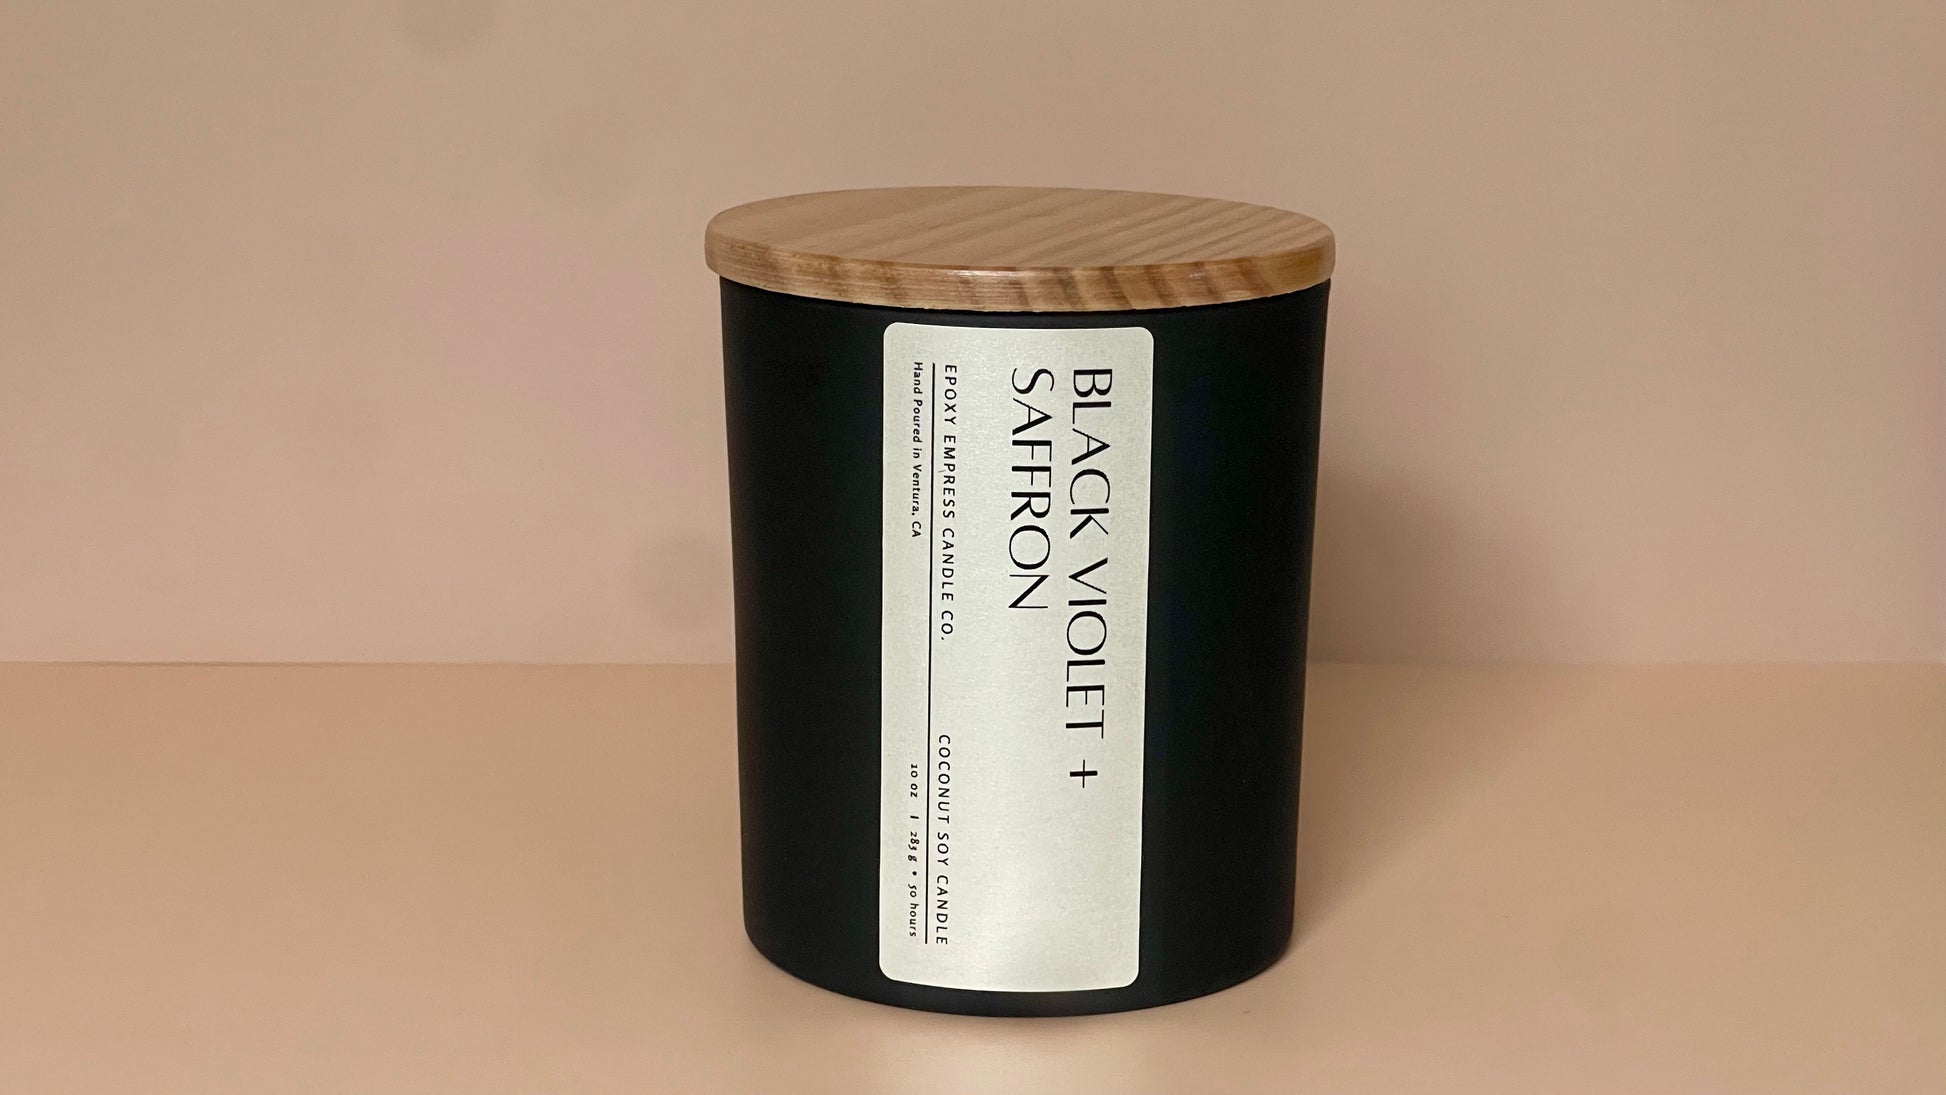 BLACK VIOLET +
SAFFRON
EPOXY EMPRESS CANDLE CO. COCONUT SOY CANDLE
Hand Poured in Ventura, CA 10 oz | 283 g • 50 hours